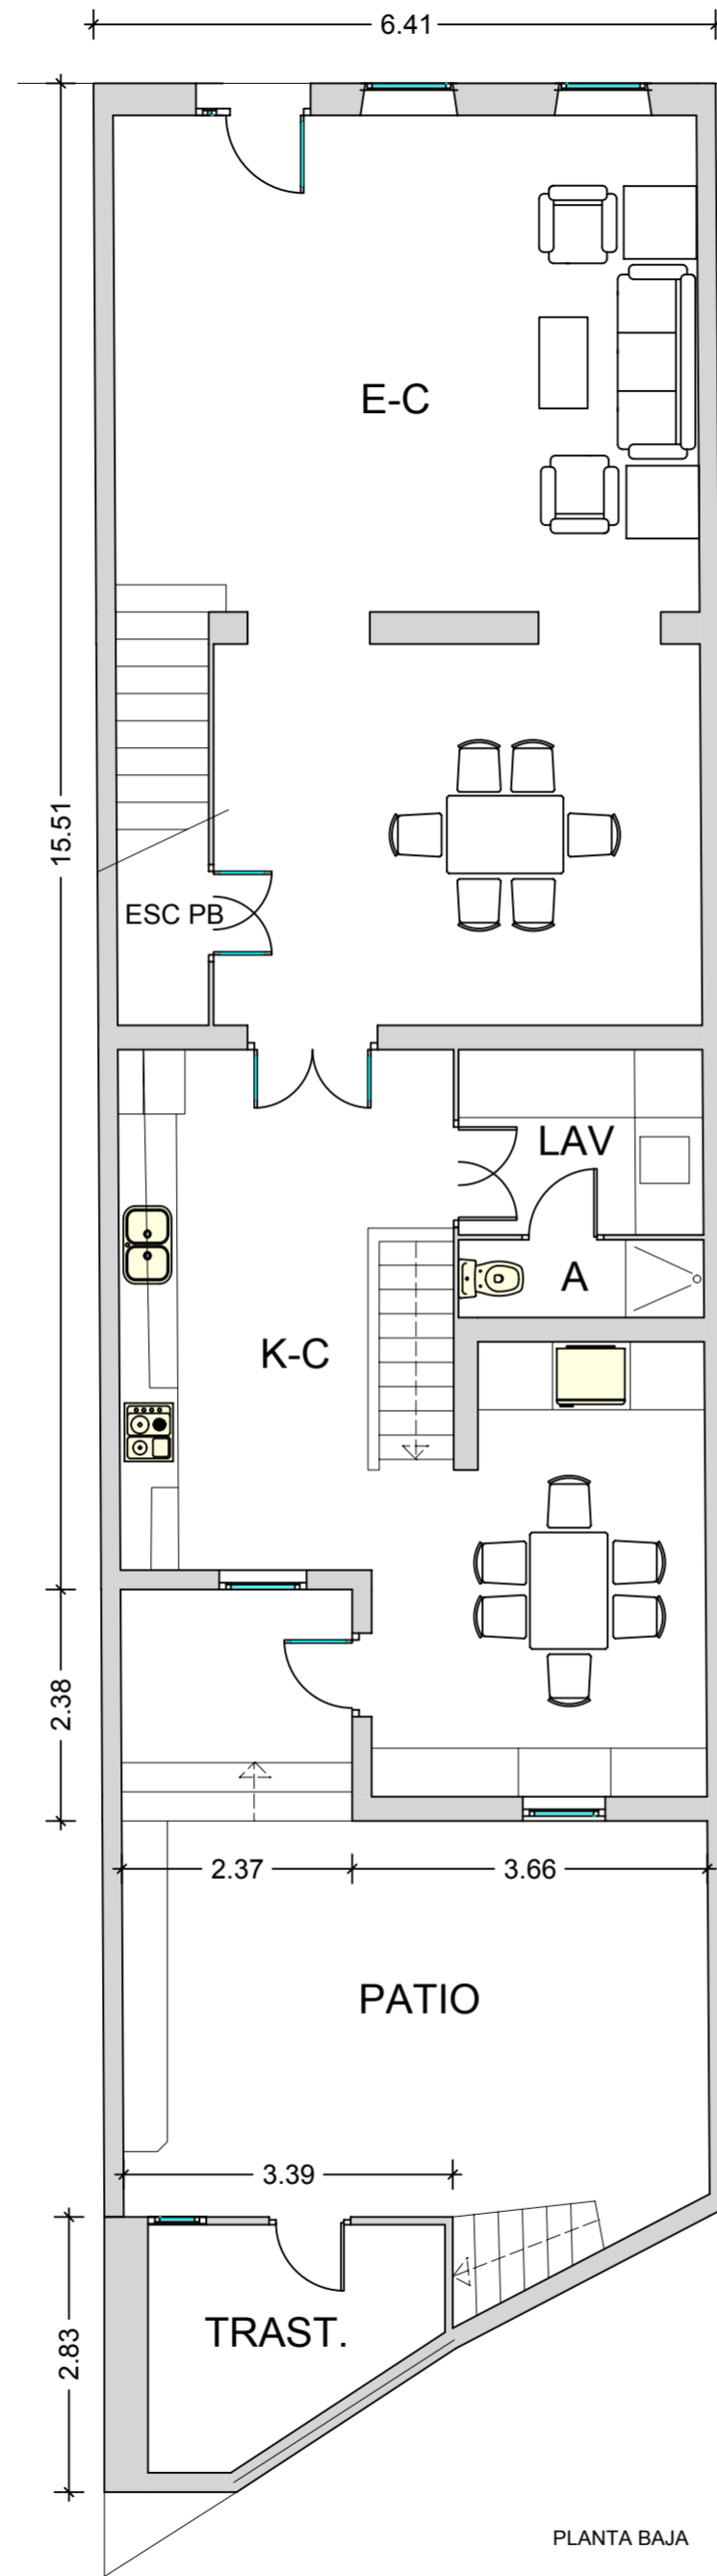 6.41
E-C
15.51
ESC PB
LAV
A
K-C
2.38
2.37
3.66
PATIO
3.39
TRAST.
2.83
PLANTA BAJA